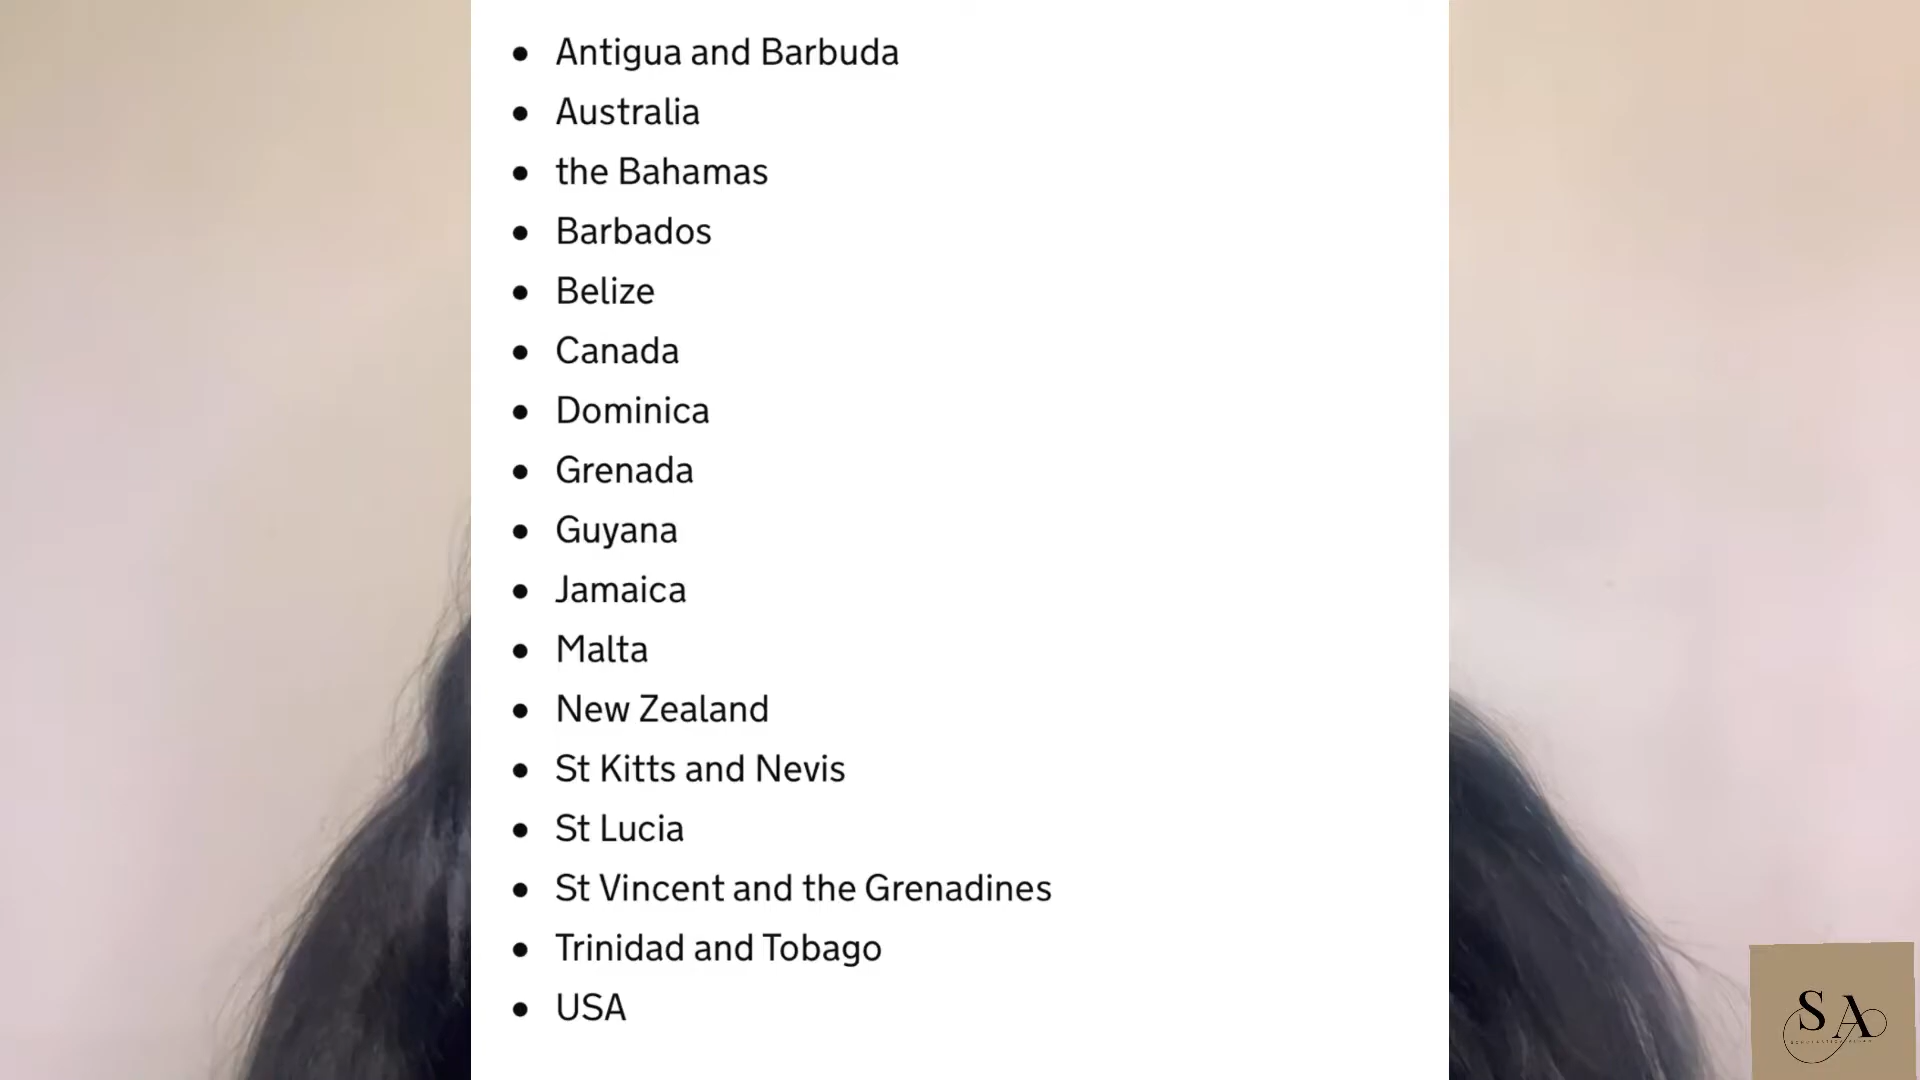 Antigua and Barbuda
Australia
the Bahamas
Barbados
Belize
Canada
Dominica
Grenada
Guyana
Jamaica
Malta
New Zealand
St Kitts and Nevis
St Lucia
St Vincent and the Grenadines
Trinidad and Tobago
USA
SA